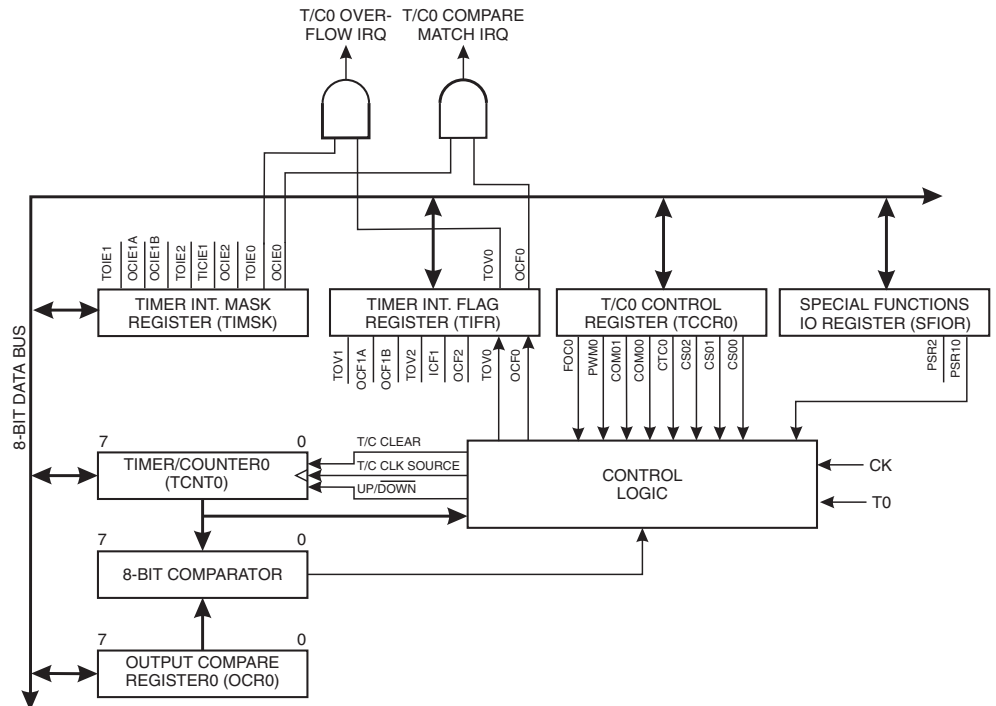 T/C0 OVER-
FLOW IRQ
T/C0 COMPARE
MATCH IRQ
8-BIT DATA BUS
TOIE1
OCIE1A
OCIE1B
TOIE2
TICIE1
OCIE2
TOIE0
OCIE0
TOV0
OCF0
TIMER INT. MASK
REGISTER (TIMSK)
TIMER INT. FLAG
REGISTER (TIFR)
T/C0 CONTROL
REGISTER (TCCR0)
SPECIAL FUNCTIONS
IO REGISTER (SFIOR)
TOV1
OCF1A
OCF1B
TOV2
ICF1
OCF2
TOV0
OCF0
FOC0
PWM0
COM01
COM00
CTC0
CS02
CS01
CS00
PSR2
PSR10
7
0
TIMER/COUNTER0
(TCNT0)
T/C CLEAR
T/C CLK SOURCE
UP/DOWN
CONTROL
LOGIC
CK
T0
7
0
8-BIT COMPARATOR
7
0
OUTPUT COMPARE
REGISTER0 (OCR0)